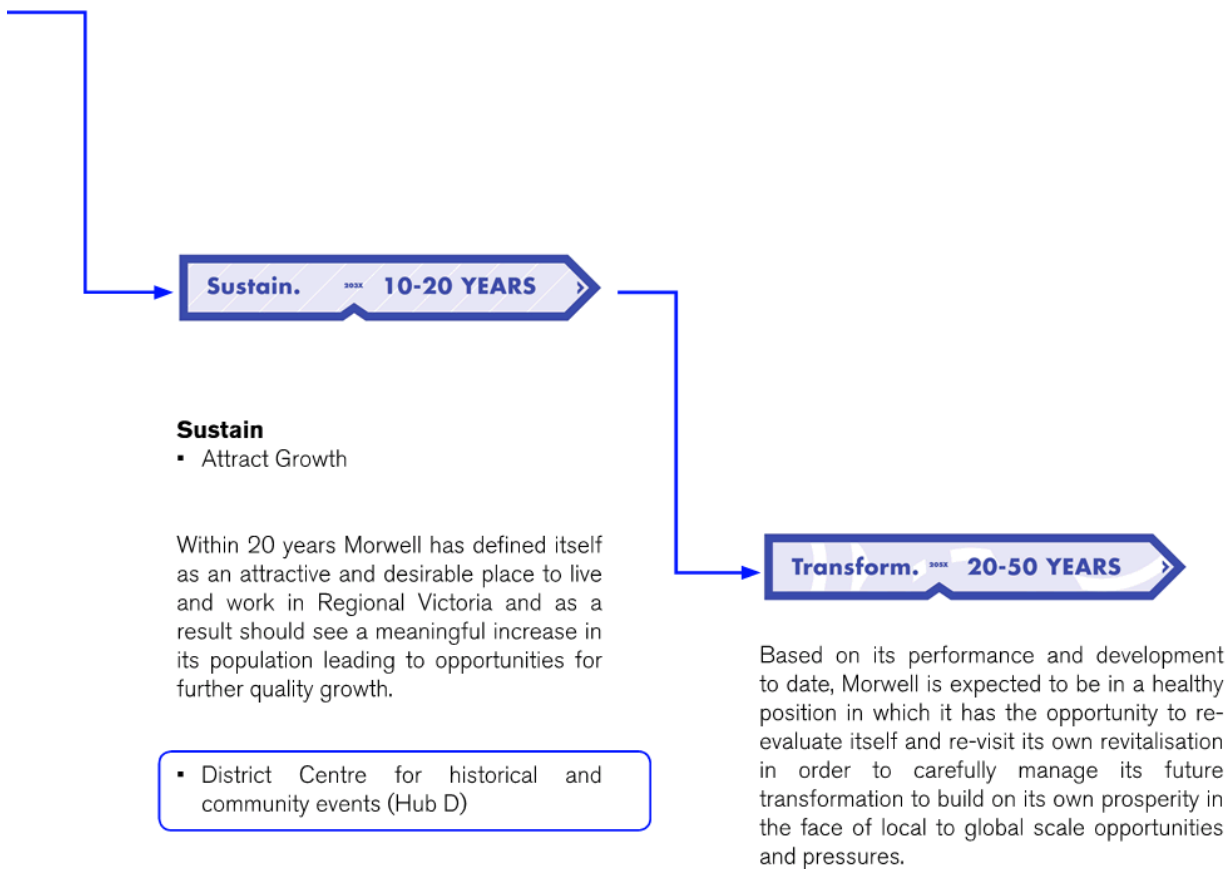 Sustain. 203X 10-20 YEARS
Sustain
▪ Attract Growth
Within 20 years Morwell has defined itself
as an attractive and desirable place to live
and work in Regional Victoria and as a
result should see a meaningful increase in
its population leading to opportunities for
further quality growth.
▪ District Centre for historical and
community events (Hub D)
Transform. 205X 20-50 YEARS
Based on its performance and development
to date, Morwell is expected to be in a healthy
position in which it has the opportunity to re-
evaluate itself and re-visit its own revitalisation
in order to carefully manage its future
transformation to build on its own prosperity in
the face of local to global scale opportunities
and pressures.